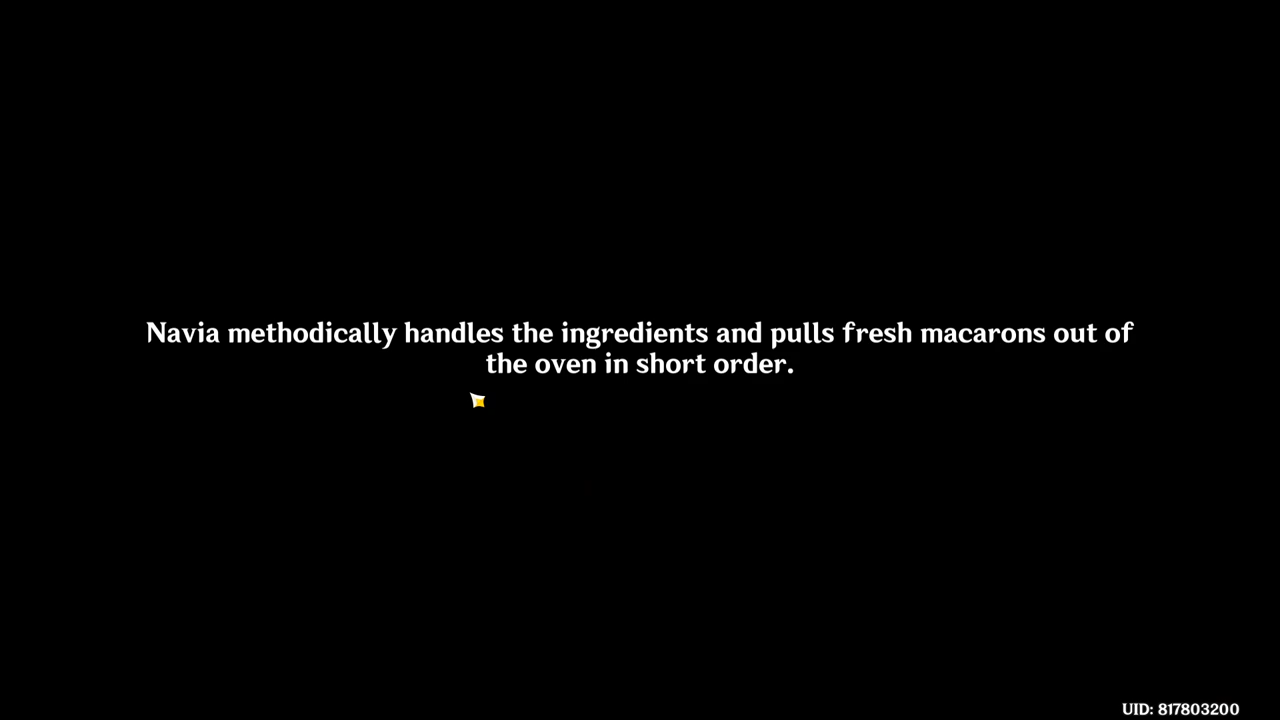 Navia methodically handles the ingredients and pulls fresh macarons out of
the oven in short order.
UID: 817803200